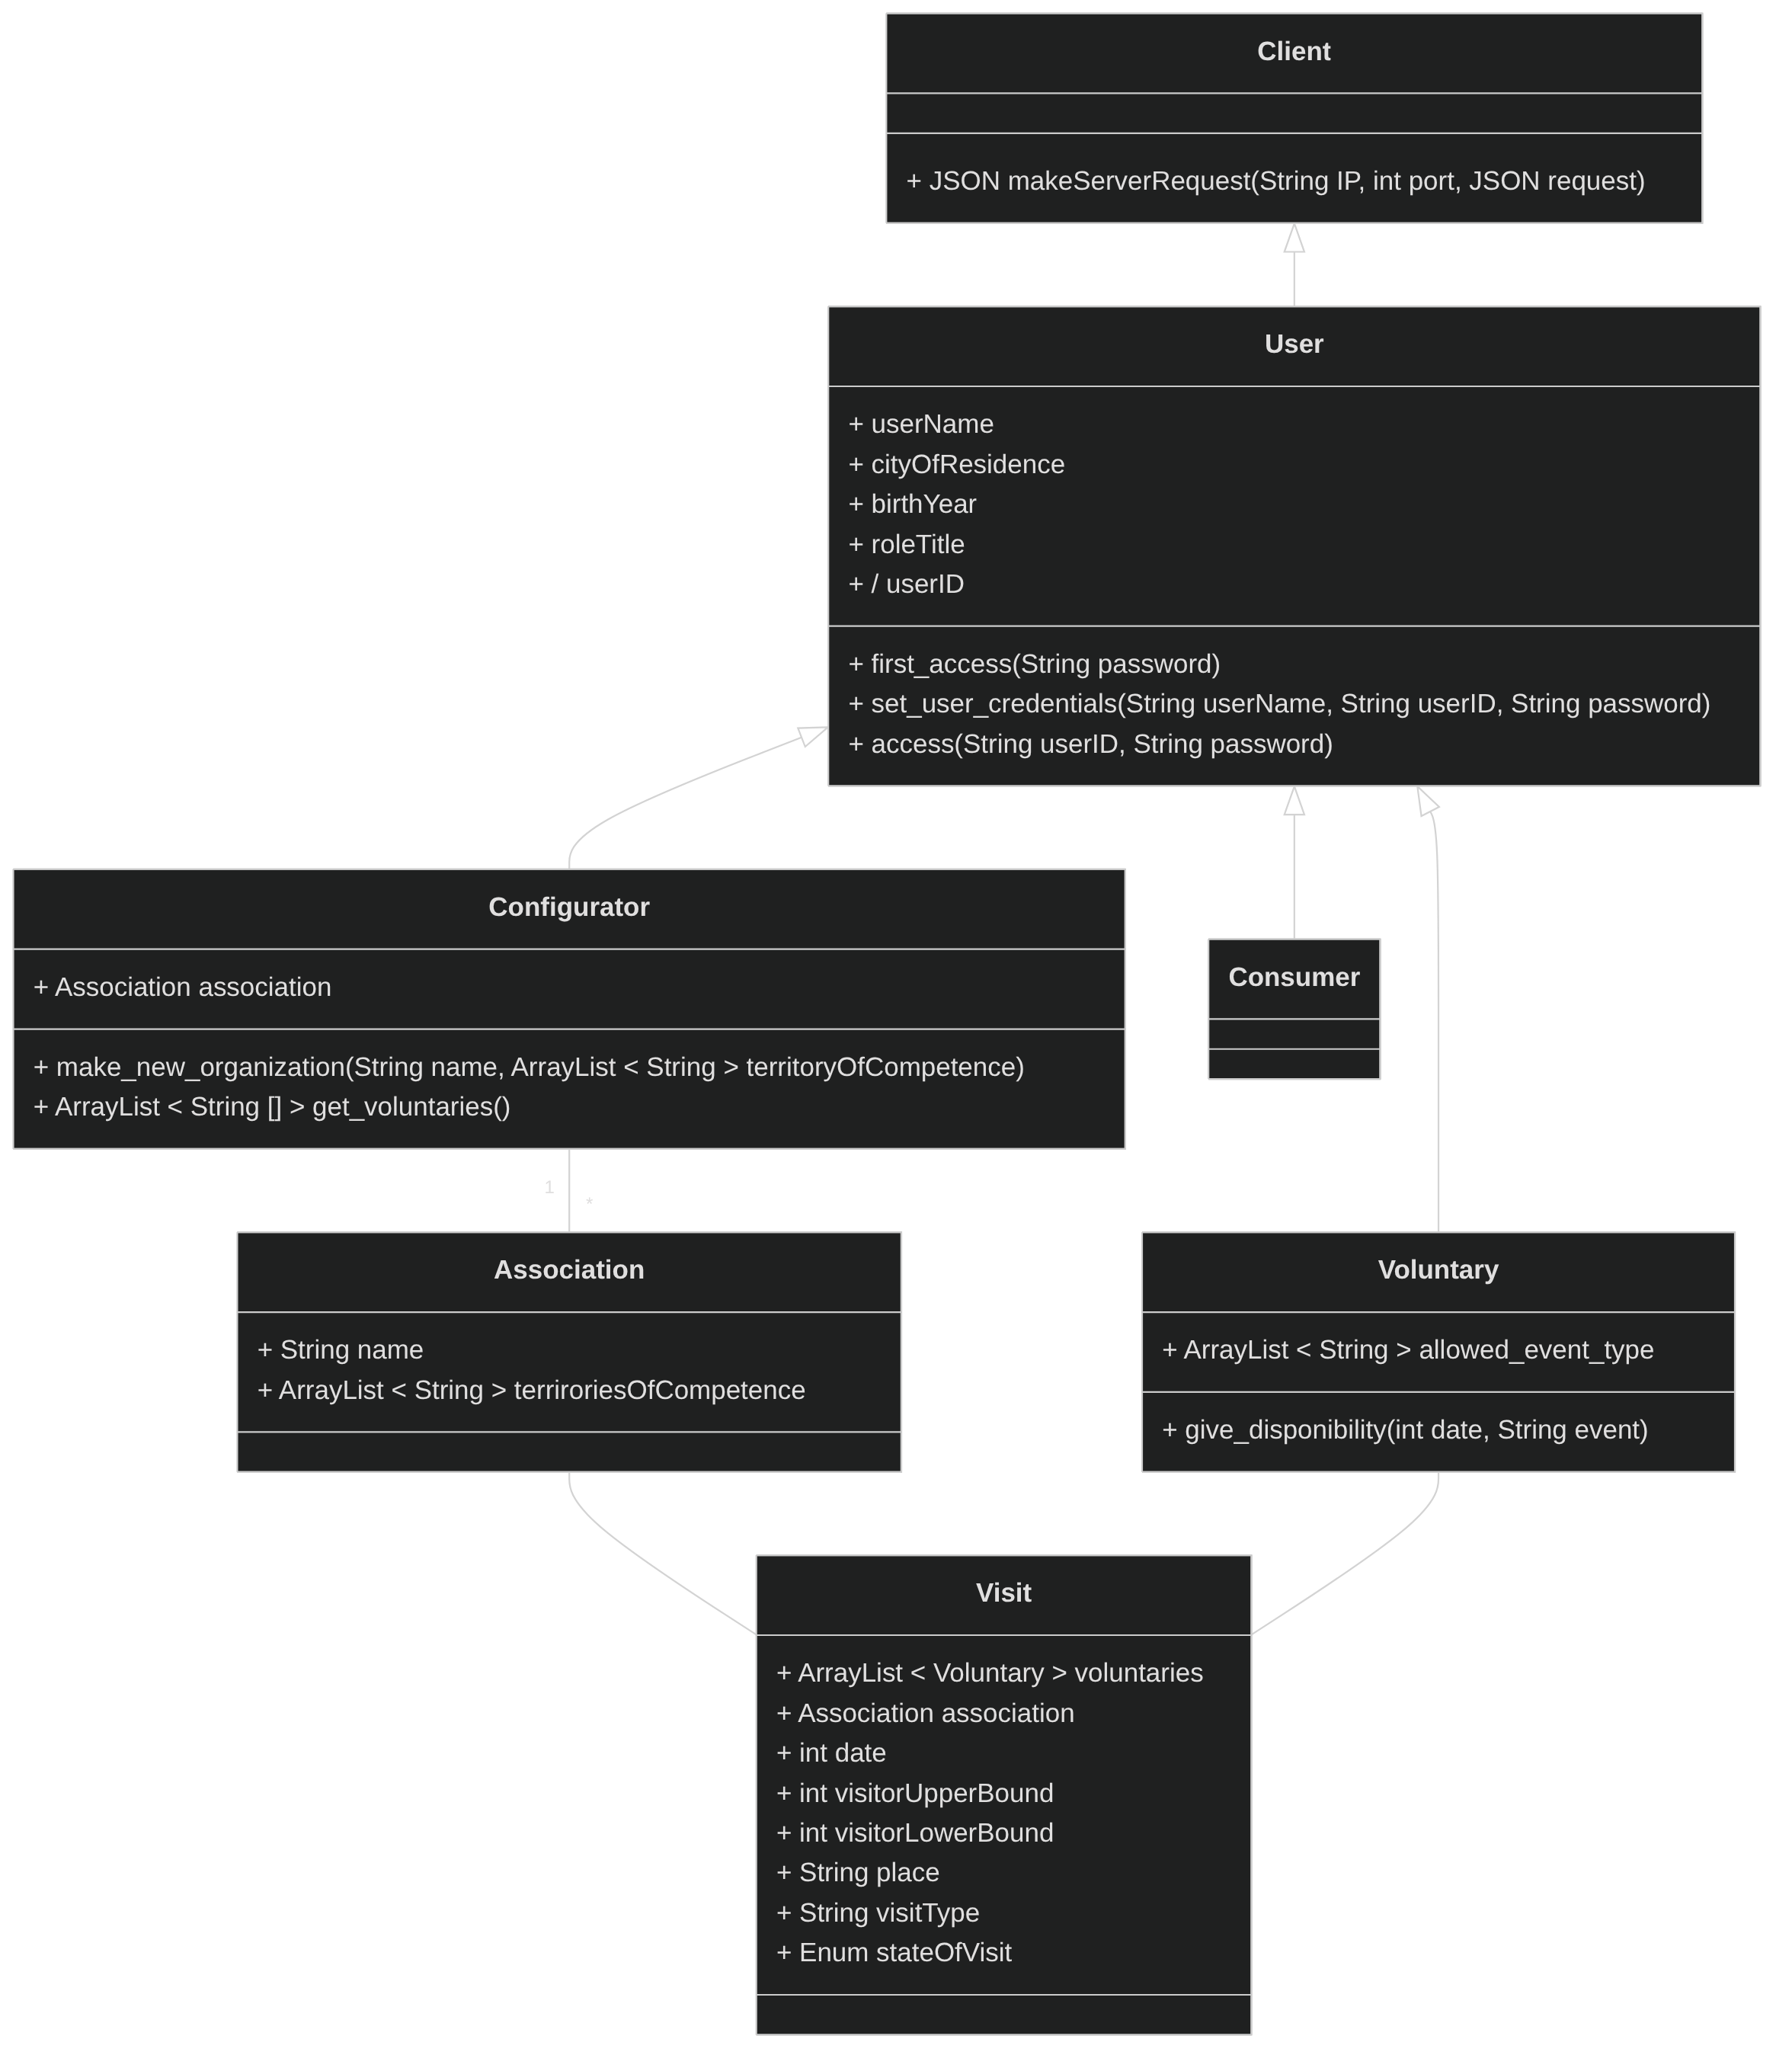 Client
+ JSON makeServerRequest(String IP, int port, JSON request)
User
+ userName
+ cityOfResidence
+ birthYear
+ roleTitle
+ / userID
+ first_access(String password)
+ set_user_credentials(String userName, String userID, String password)
+ access(String userID, String password)
Configurator
+ Association association
+ make_new_organization(String name, ArrayList < String > territoryOfCompetence)
+ ArrayList < String [] > get_voluntaries()
Consumer
1
*
Association
+ String name
+ ArrayList < String > terriroriesOfCompetence
Voluntary
+ ArrayList < String > allowed_event_type
+ give_disponibility(int date, String event)
Visit
+ ArrayList < Voluntary > voluntaries
+ Association association
+ int date
+ int visitorUpperBound
+ int visitorLowerBound
+ String place
+ String visitType
+ Enum stateOfVisit